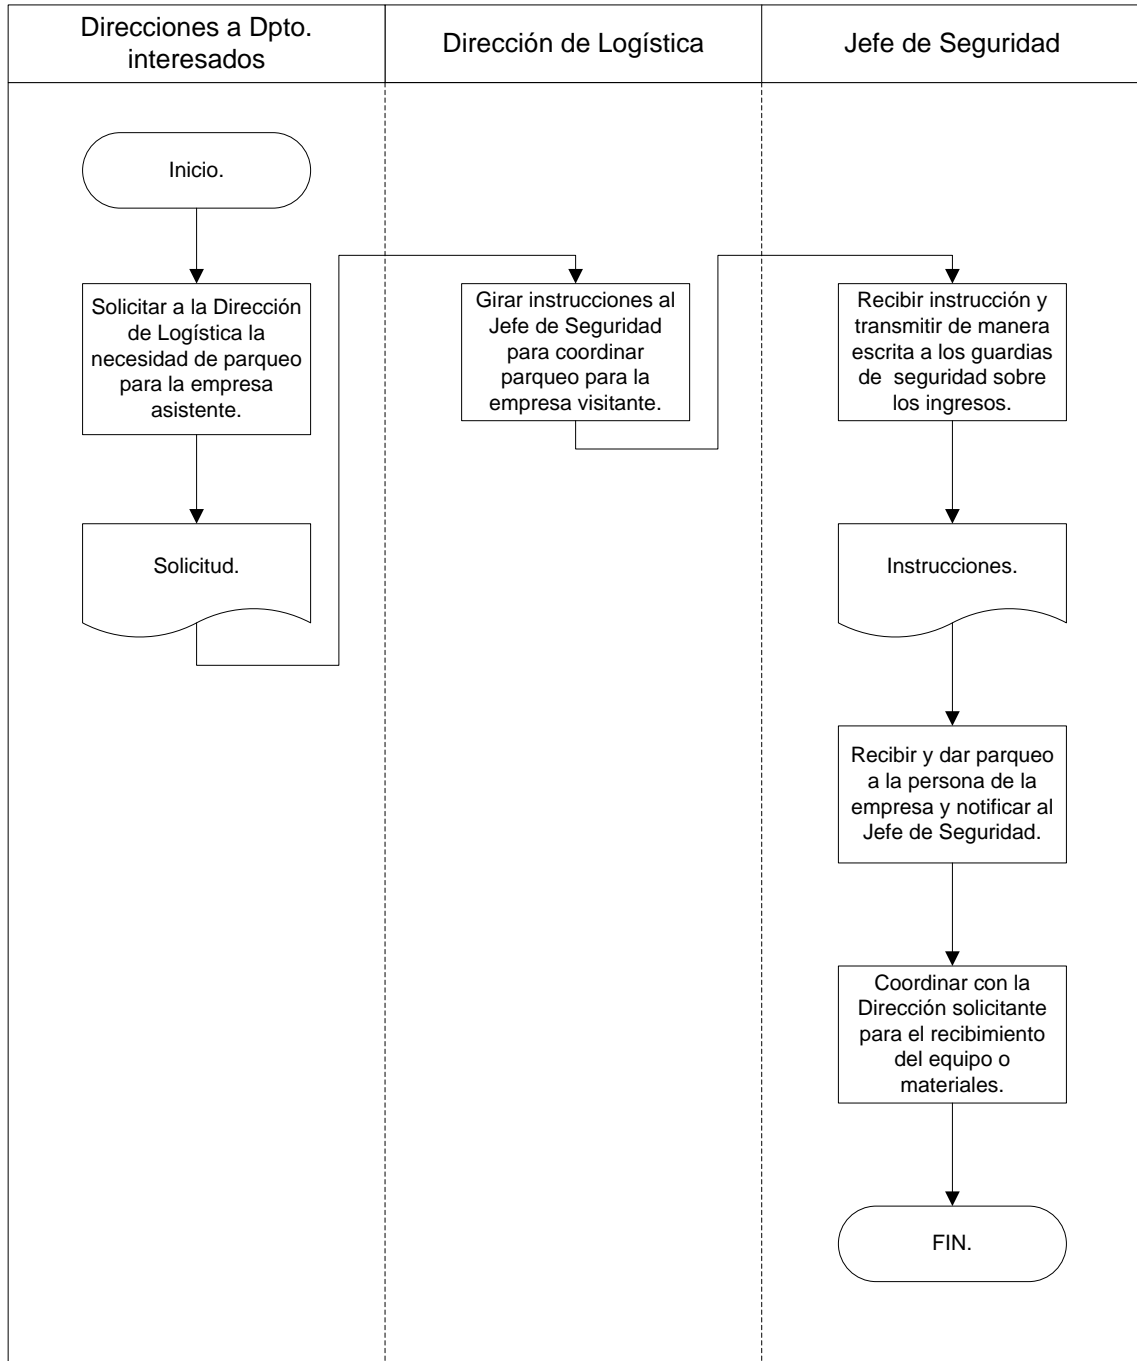 Direcciones a Dpto.
interesados
Dirección de Logística
Jefe de Seguridad
Inicio.
Solicitar a la Dirección
de Logística la
necesidad de parqueo
para la empresa
asistente.
Solicitud.
Girar instrucciones al
Jefe de Seguridad
para coordinar
parqueo para la
empresa visitante.
Recibir instrucción y
transmitir de manera
escrita a los guardias
de  seguridad sobre
los ingresos.
Instrucciones.
Recibir y dar parqueo
a la persona de la
empresa y notificar al
Jefe de Seguridad.
Coordinar con la
Dirección solicitante
para el recibimiento
del equipo o
materiales.
FIN.